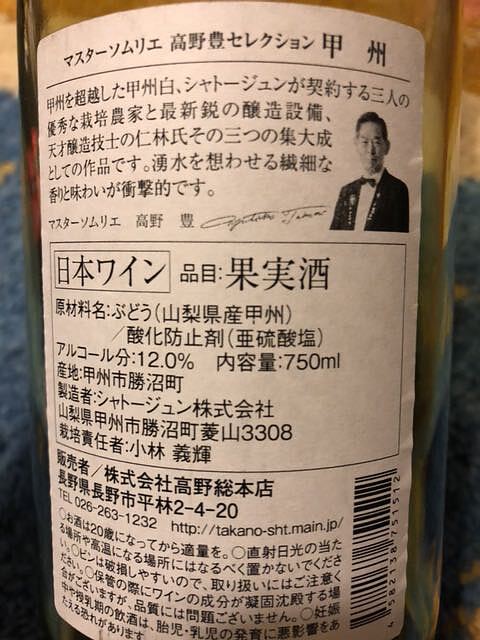 マスターソムリエ 高野豊セレクション 甲 州
甲州を超越した甲州白、シャトージュンが契約する三人の
優秀な栽培農家と最新鋭の醸造設備、
天才醸造技士の仁林氏その三つの集大成
としての作品です。湧水を想わせる繊細な
香りと味わいが衝撃的です。
マスターソムリエ 高野 豊
日本ワイン 品目:果実酒
原材料名:ぶどう(山梨県産甲州)
/酸化防止剤(亜硫酸塩)
アルコール分:12.0% 内容量:750ml
産地:甲州市勝沼町
製造者:シャトージュン株式会社
山梨県甲州市勝沼町菱山3308
栽培責任者:小林 義輝
販売者/株式会社高野総本店
長野県長野市平林2-4-20
TEL 026-263-1232 http://takano-sht.main.jp/
○お酒は20歳になってから適量を。○直射日光の当た
る場所や高温になる場所にはなるべく置かないでくださ
い。○ビンは破損しやすいので、取り扱いにはご注意く
ださい。○保管の際にワインの成分が凝固沈殿する場
合がございますが、品質には問題ございません。○妊娠
中や授乳期の飲酒は、胎児・乳児の発育に悪影響をあ
たえる恐れがあります
4582138751512